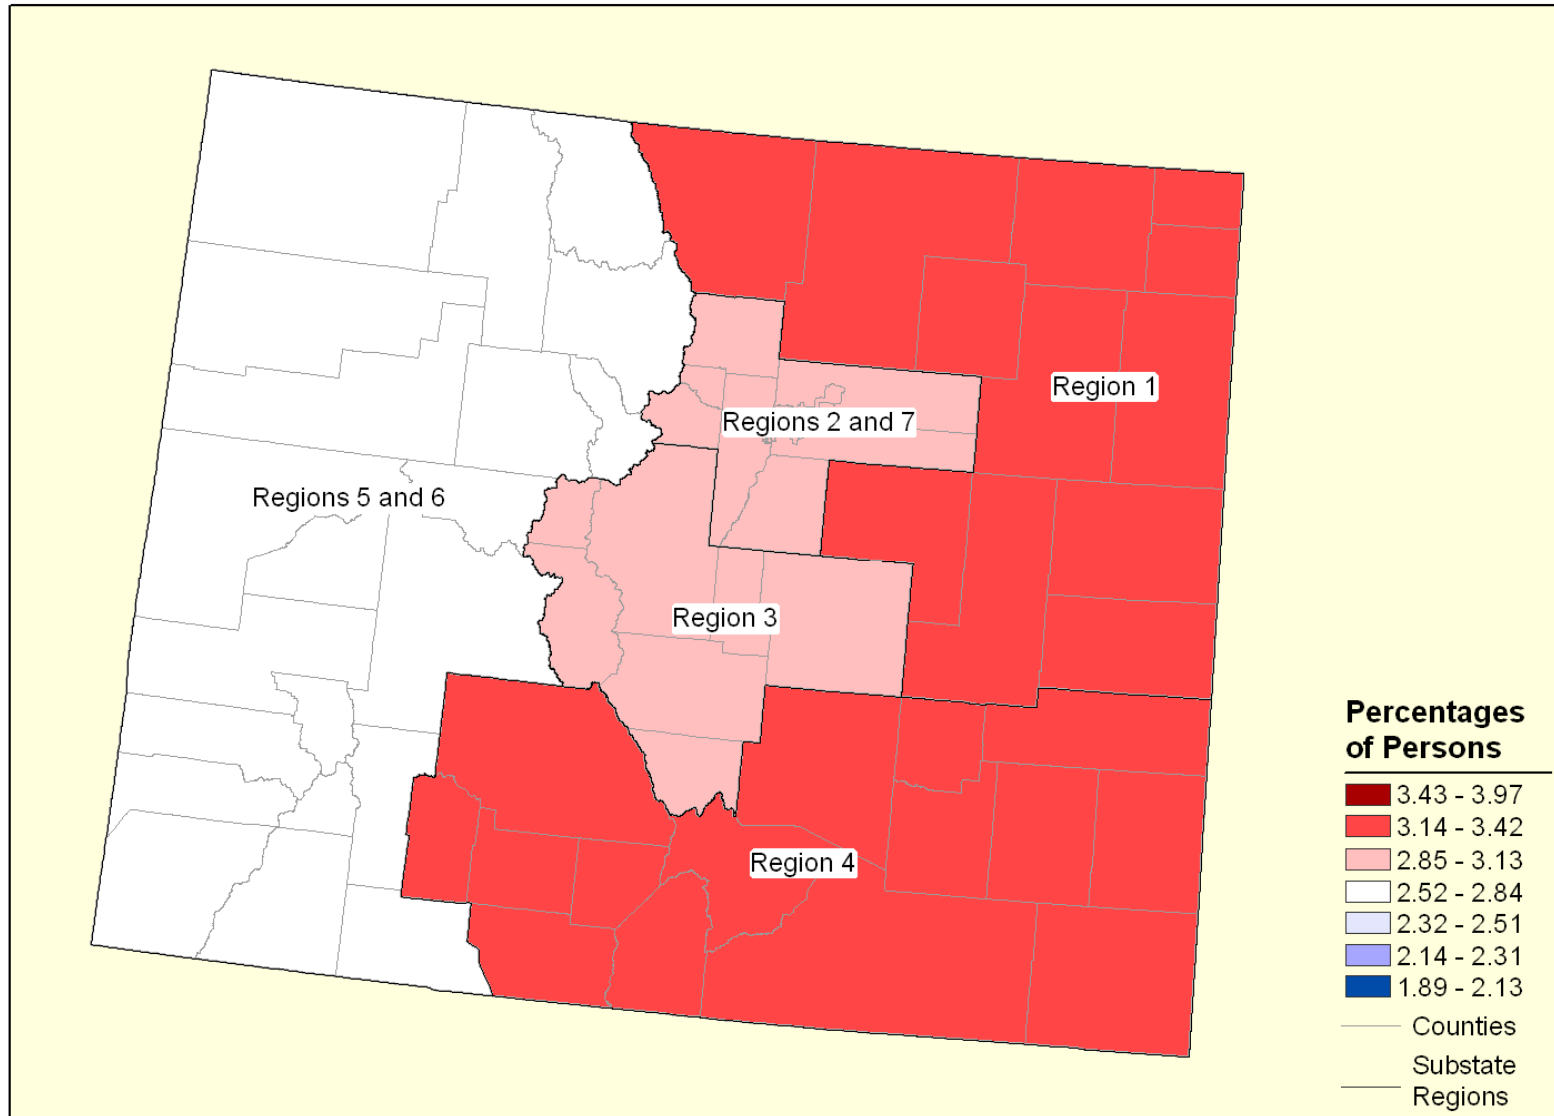 Region 1
Regions 2 and 7
Regions 5 and 6
Region 3
Region 4
Percentages
of Persons
3.43 - 3.97
3.14 - 3.42
2.85 - 3.13
2.52 - 2.84
2.32 - 2.51
2.14 - 2.31
1.89 - 2.13
Counties
Substate
Regions